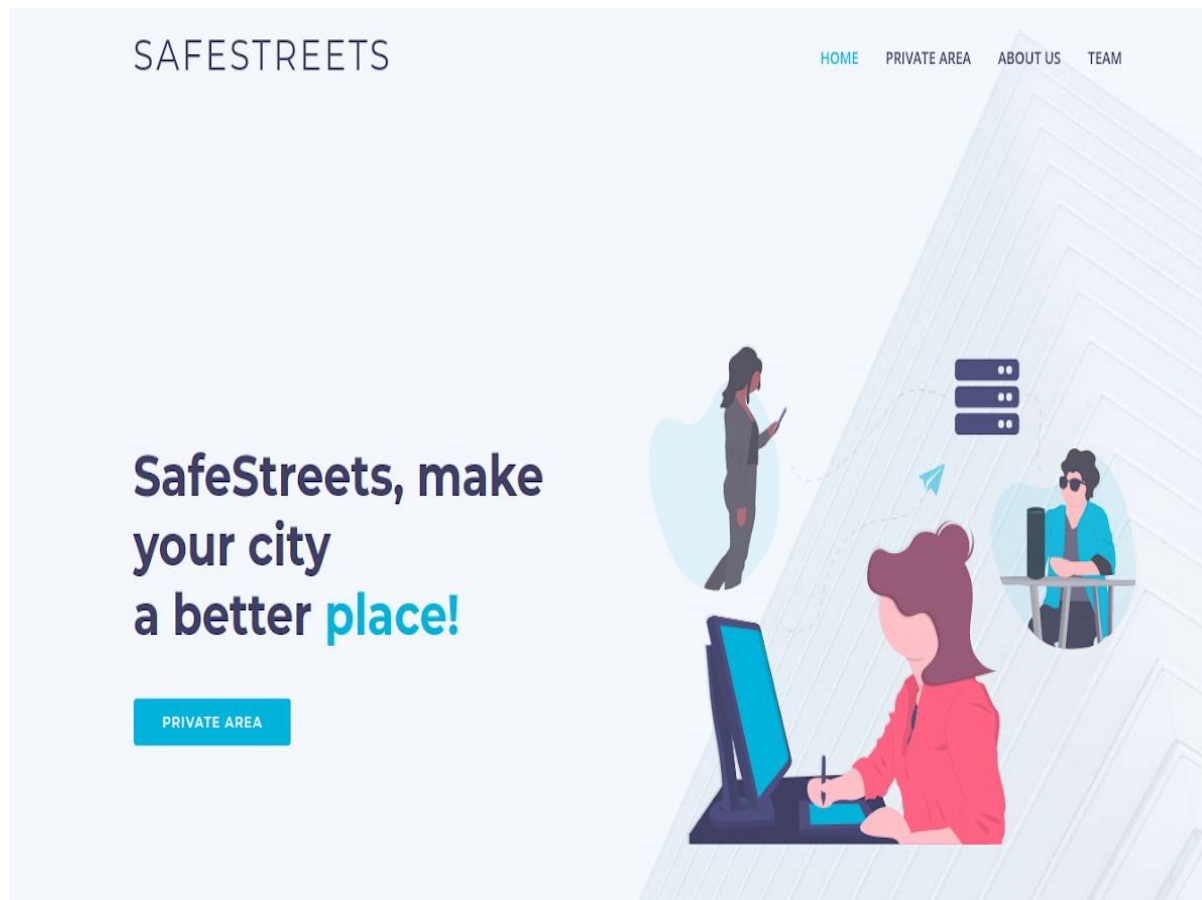 SAFESTREETS
HOME PRIVATE AREA ABOUT US TEAM
SafeStreets, make
your city
a better place!
PRIVATE AREA